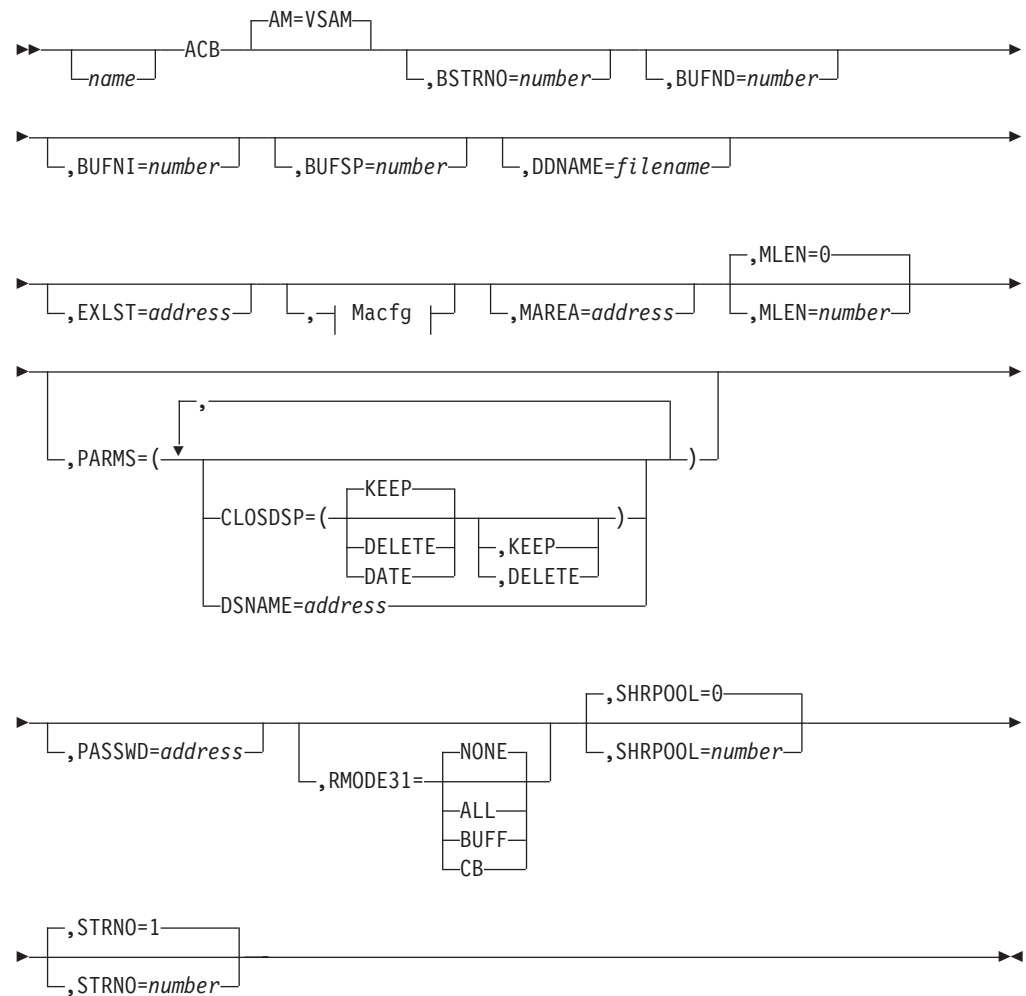 AM=VSAM
name ACB
,BSTRNO=number ,BUFND=number
,BUFNI=number ,BUFSP=number ,DDNAME=filename
,MLEN=0
,EXLST=address , Macfg ,MAREA=address ,MLEN=number
,
,PARMS=( )
KEEP
CLOSDSP=( )
DELETE ,KEEP
DATE ,DELETE
DSNAME=address
,SHRPOOL=0
,PASSWD=address NONE ,SHRPOOL=number
,RMODE31=
ALL
BUFF
CB
,STRNO=1
,STRNO=number